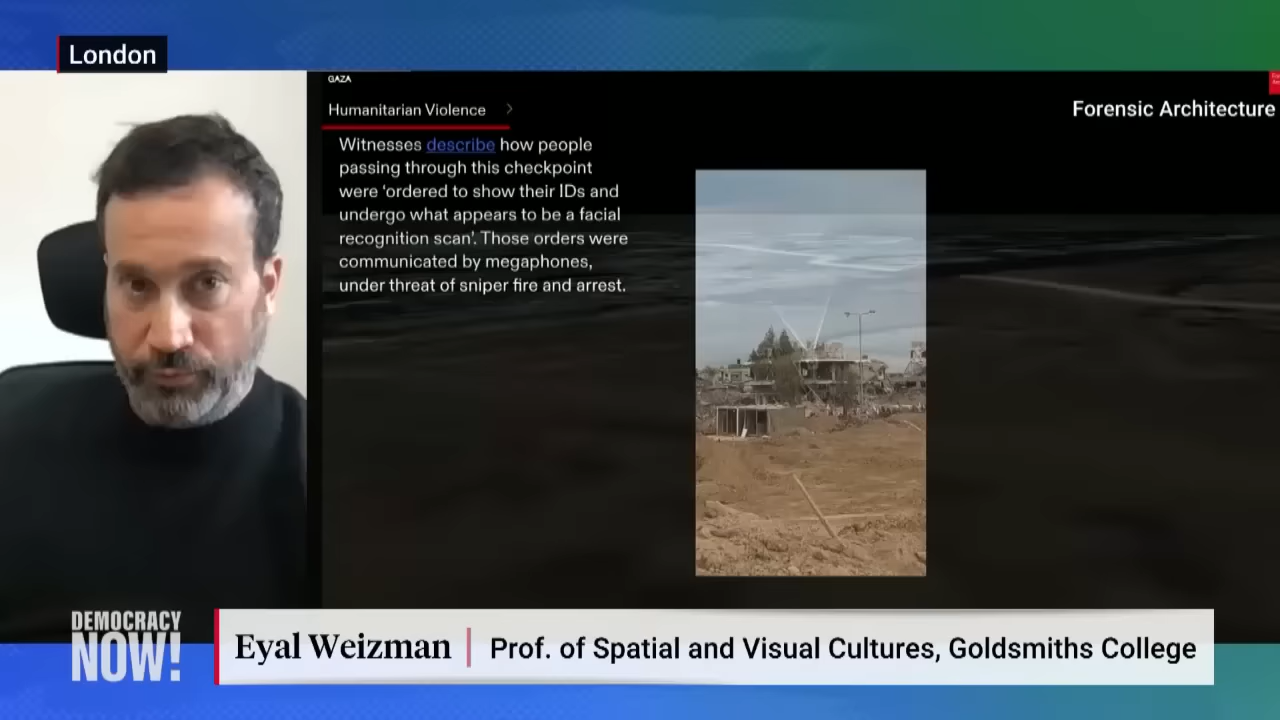 London
GAZA
Humanitarian Violence
Forensic Architecture
Witnesses describe how people
passing through this checkpoint
were ‘ordered to show their IDs and
undergo what appears to be a facial
recognition scan’. Those orders were
communicated by megaphones,
under threat of sniper fire and arrest.
DEMOCRACY
NOW!
Eyal Weizman | Prof. of Spatial and Visual Cultures, Goldsmiths College